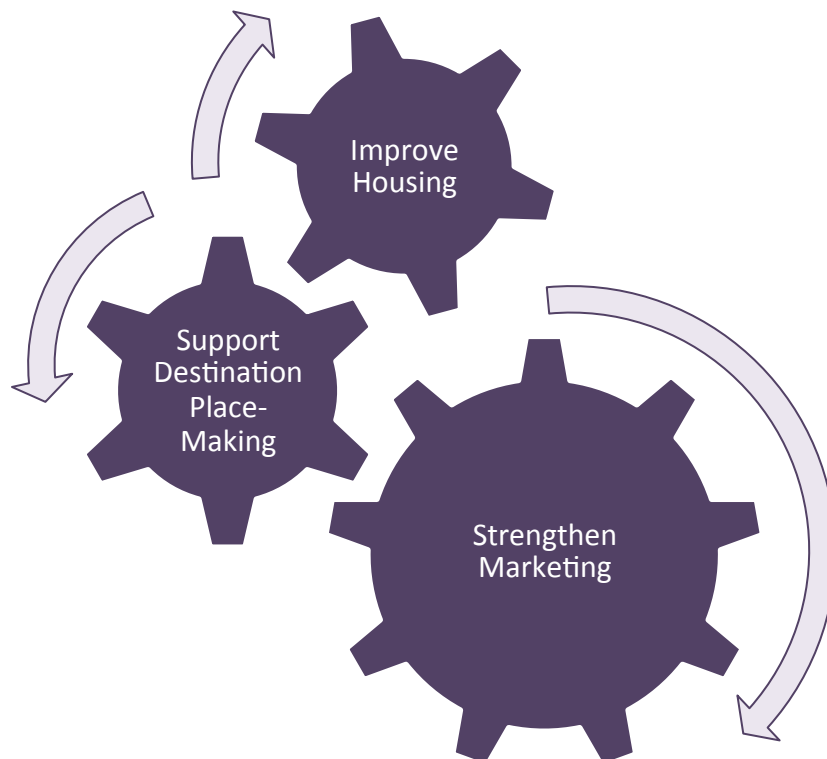 Improve
Housing
Support
Destination
Place-
Making
Strengthen
Marketing